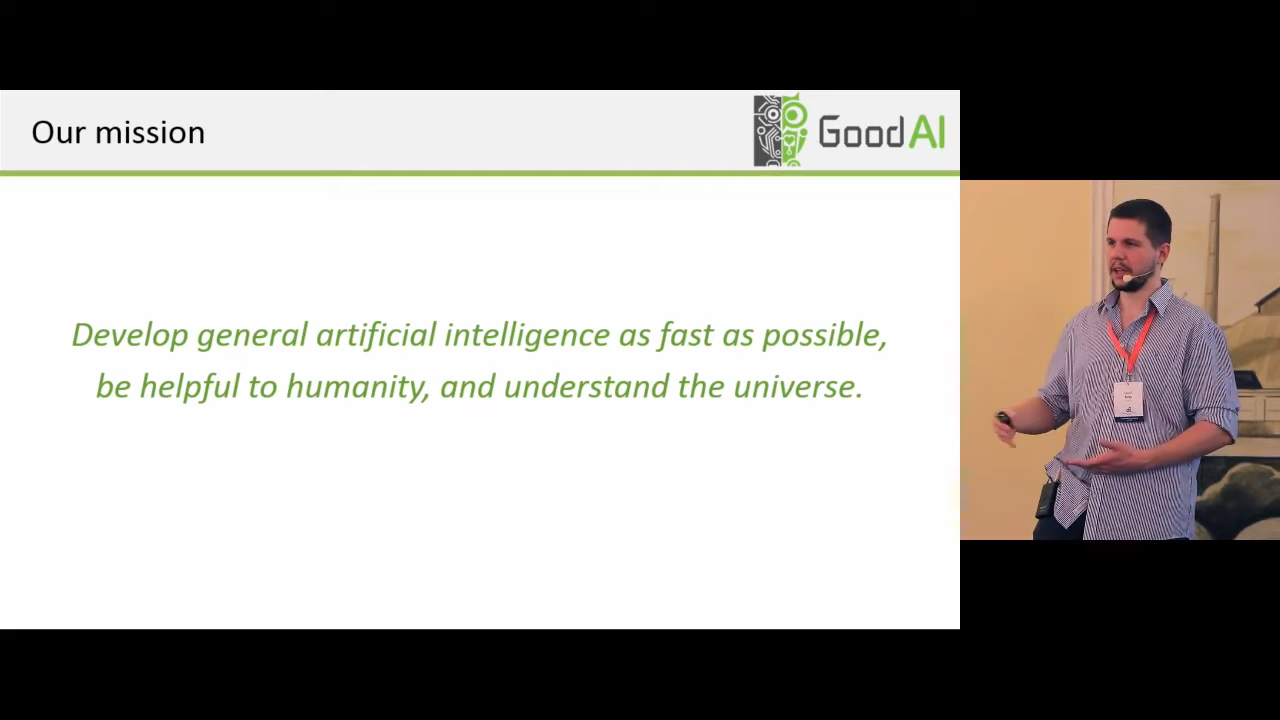 Our mission
GoodAI
Develop general artificial intelligence as fast as possible,
be helpful to humanity, and understand the universe.